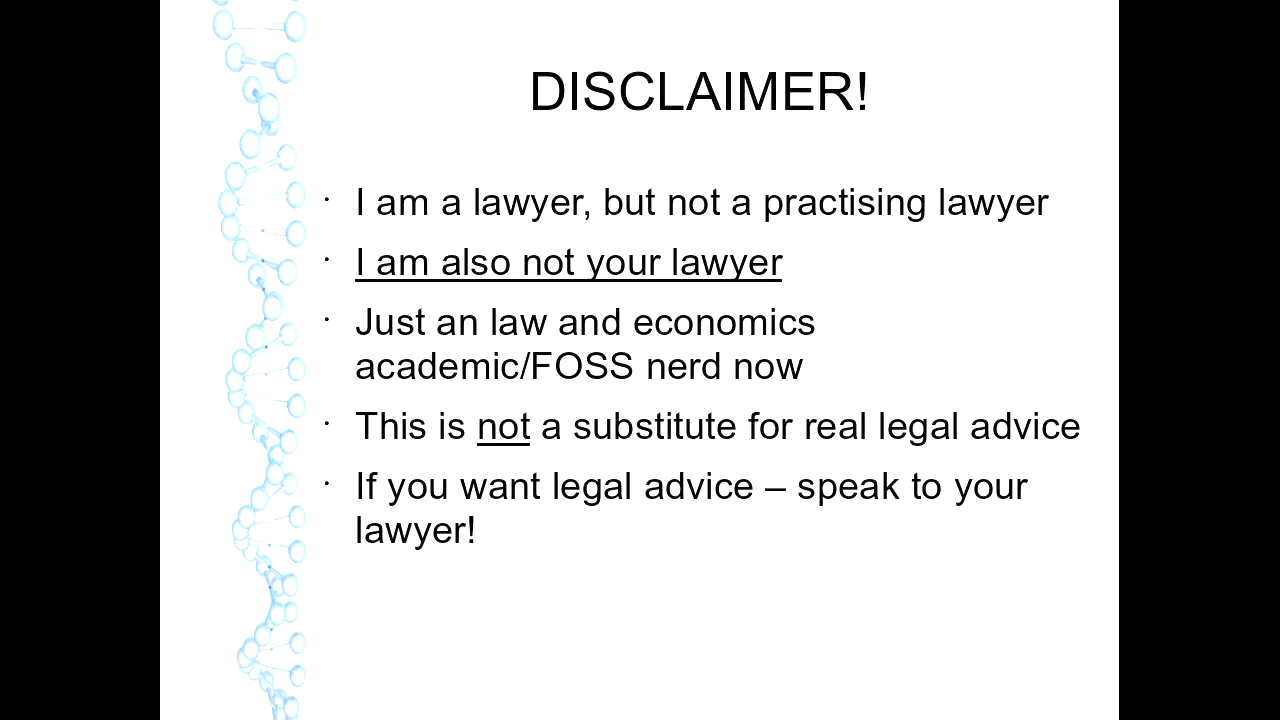 DISCLAIMER!
· I am a lawyer, but not a practising lawyer
· I am also not your lawyer
· Just an law and economics
academic/FOSS nerd now
· This is not a substitute for real legal advice
· If you want legal advice – speak to your
lawyer!